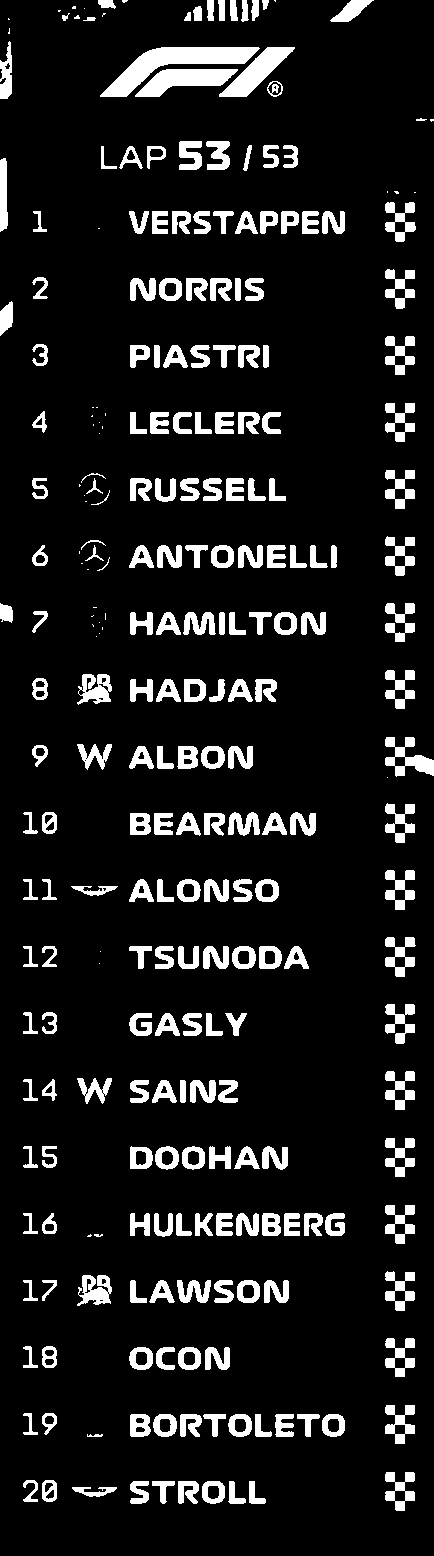 F1®
LAP 53 / 53
1 VERSTAPPEN
2 NORRIS
3 PIASTRI
4 LECLERC
5 RUSSELL
6 ANTONELLI
7 HAMILTON
8 RB HADJAR
9 W ALBON
10 BEARMAN
11 ALONSO
12 TSUNODA
13 GASLY
14 W SAINZ
15 DOOHAN
16 HULKENBERG
17 RB LAWSON
18 OCON
19 BORTOLETO
20 STROLL